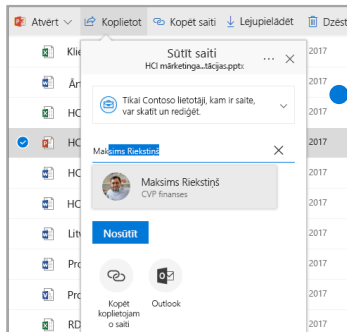 Atvērt Koplietot Kopēt saiti Lejupielādēt Dzēst
Klie
Sūtīt saiti
HCI mārketinga...tācijas.pptx
2017
Ār
2017
HC
Tikai Contoso lietotāji, kam ir saite,
var skatīt un rediģēt.
2017
HC
Maksims Riekstiņš
2017
HC
Maksims Riekstiņš
CVP finanses
2017
HC
2017
Litv
Nosūtīt
2017
Pro
2017
Pro
Kopēt
koplietojam
o saiti
Outlook
2017
RD
2017